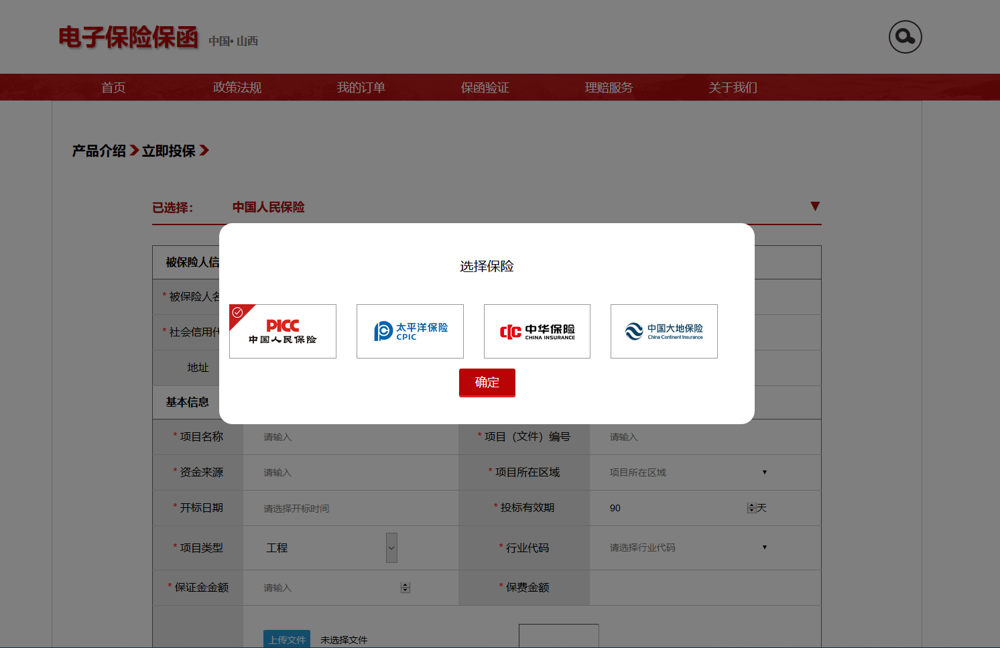 电子保险保函 中国•山西
首页 政策法规 我的订单 保函验证 理赔服务 关于我们
产品介绍 立即投保
已选择： 中国人民保险 ▼
选择保险
PICC
中国人民保险
太平洋保险
CPIC
中华保险
CHINA INSURANCE
中国大地保险
China Continent Insurance
确定
被保险人信
* 被保险人名
* 社会信用代
地址
基本信息
* 项目名称 请输入 * 项目（文件）编号 请输入
* 资金来源 请输入 * 项目所在区域 项目所在区域 ▼
* 开标日期 请选择开标时间 * 投标有效期 90 天
* 项目类型 工程 * 行业代码 请选择行业代码 ▼
* 保证金金额 请输入 * 保费金额
上传文件 未选择文件